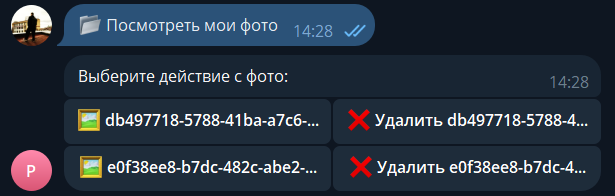 Посмотреть мои фото 14:28
Выберите действие с фото:
14:28
db497718-5788-41ba-a7c6-... Удалить db497718-5788-4...
e0f38ee8-b7dc-482c-abe2-... Удалить e0f38ee8-b7dc-4...
P